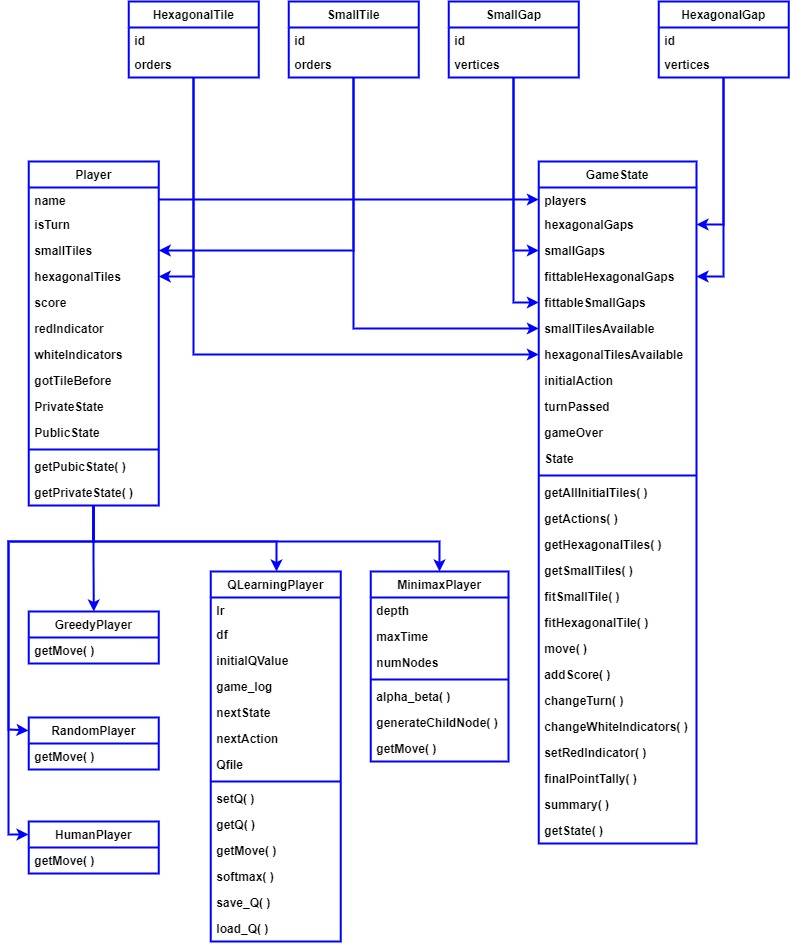 HexagonalTile
id
orders
SmallTile
id
orders
SmallGap
id
vertices
HexagonalGap
id
vertices
Player
name
isTurn
smallTiles
hexagonalTiles
score
redIndicator
whiteIndicators
gotTileBefore
PrivateState
PublicState
getPubicState( )
getPrivateState( )
GameState
players
hexagonalGaps
smallGaps
fittableHexagonalGaps
fittableSmallGaps
smallTilesAvailable
hexagonalTilesAvailable
initialAction
turnPassed
gameOver
State
getAllInitialTiles( )
getActions( )
getHexagonalTiles( )
getSmallTiles( )
fitSmallTile( )
fitHexagonalTile( )
move( )
addScore( )
changeTurn( )
changeWhiteIndicators( )
setRedIndicator( )
finalPointTally( )
summary( )
getState( )
GreedyPlayer
getMove( )
RandomPlayer
getMove( )
HumanPlayer
getMove( )
QLearningPlayer
lr
df
initialQValue
game_log
nextState
nextAction
Qfile
setQ( )
getQ( )
getMove( )
softmax( )
save_Q( )
load_Q( )
MinimaxPlayer
depth
maxTime
numNodes
alpha_beta( )
generateChildNode( )
getMove( )